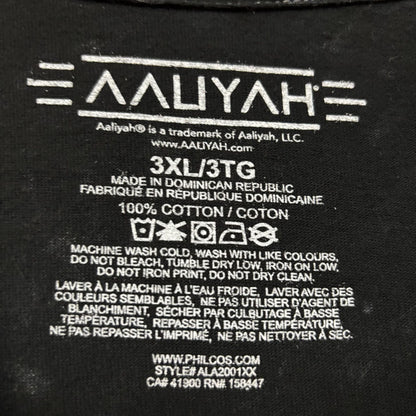 AALIYAH®
Aaliyah® is a trademark of Aaliyah, LLC.
www.AALIYAH.com
3XL/3TG
MADE IN DOMINICAN REPUBLIC
FABRIQUÉ EN RÉPUBLIQUE DOMINICAINE
100% COTTON / COTON
MACHINE WASH COLD, WASH WITH LIKE COLOURS,
DO NOT BLEACH, TUMBLE DRY LOW, IRON ON LOW,
DO NOT IRON PRINT, DO NOT DRY CLEAN.
LAVER À LA MACHINE À L'EAU FROIDE, LAVER AVEC DES
COULEURS SEMBLABLES, NE PAS UTILISER D'AGENT DE
BLANCHIMENT, SÉCHER PAR CULBUTAGE À BASSE
TEMPÉRATURE, REPASSER À BASSE TEMPÉRATURE,
NE PAS REPASSER L'IMPRIMÉ, NE PAS NETTOYER À SEC.
WWW.PHILCOS.COM
STYLE# ALA2001XX
CA# 41900 RN# 158447